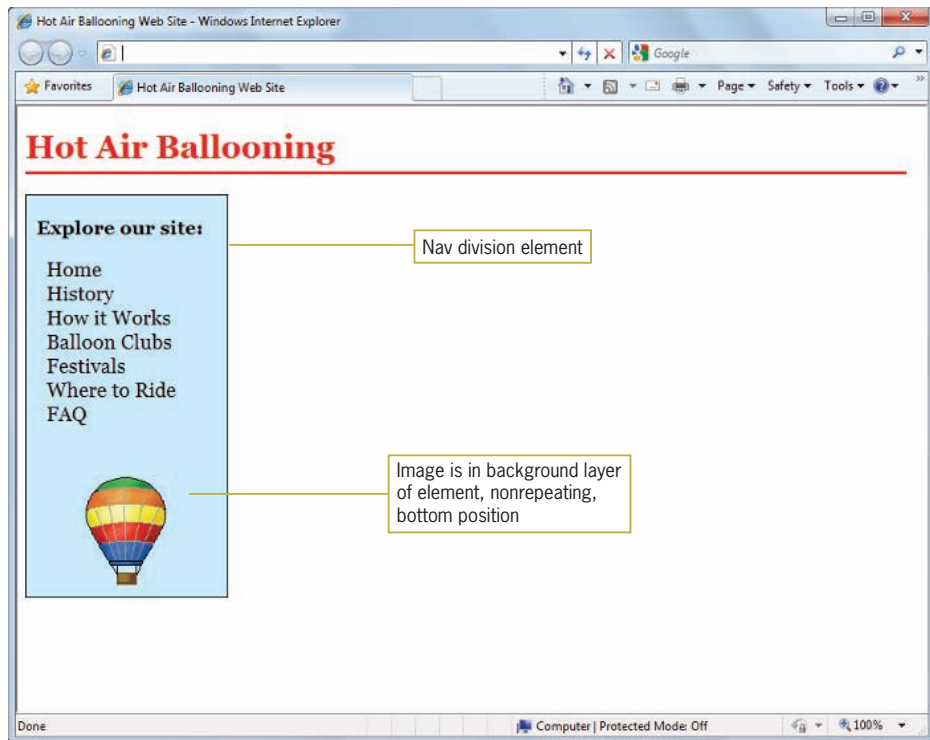 Hot Air Ballooning Web Site - Windows Internet Explorer
Google
Favorites
Hot Air Ballooning Web Site
Page
Safety
Tools
Hot Air Ballooning
Explore our site:
Nav division element
Home
History
How it Works
Balloon Clubs
Festivals
Where to Ride
FAQ
Image is in background layer
of element, nonrepeating,
bottom position
Done
Computer | Protected Mode: Off
100%